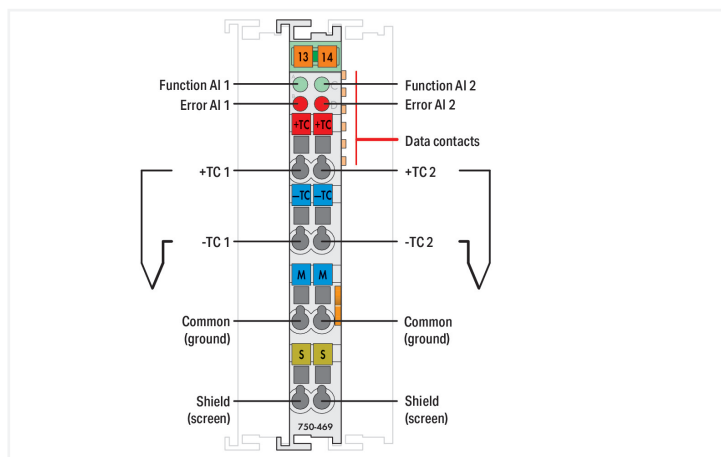 13 14
Function AI 1
Function AI 2
C
Error AI 1
Error AI 2
D
+TC +TC
Data contacts
+TC 1
+TC 2
–TC –TC
-TC 1
-TC 2
M M
Common
(ground)
Common
(ground)
S S
Shield
(screen)
Shield
(screen)
750-469